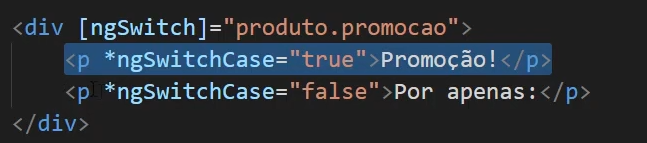 <div [ngSwitch]="produto.promocao">
<p *ngSwitchCase="true">Promoção!</p>
<p *ngSwitchCase="false">Por apenas:</p>
</div>